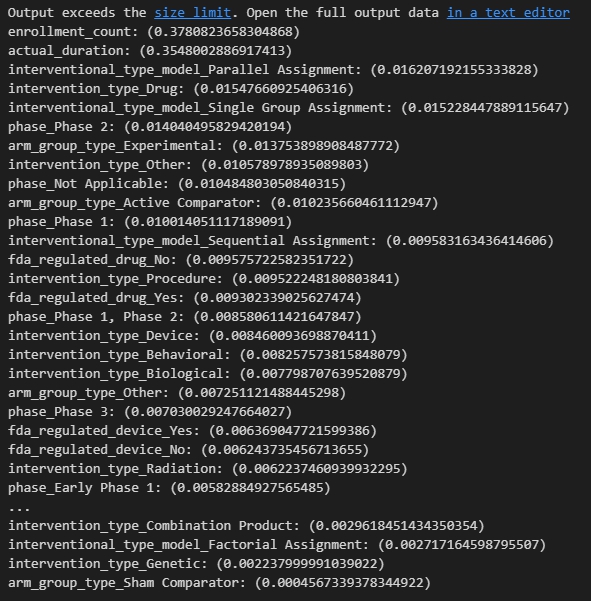 Output exceeds the size limit. Open the full output data in a text editor
enrollment_count: (0.3780823658304868)
actual_duration: (0.3548002886917413)
interventional_type_model_Parallel Assignment: (0.016207192155333828)
intervention_type_Drug: (0.01547660925406316)
interventional_type_model_Single Group Assignment: (0.015228447889115647)
phase_Phase 2: (0.014040495829420194)
arm_group_type_Experimental: (0.013753898908487772)
intervention_type_Other: (0.010578978935089803)
phase_Not Applicable: (0.010484803050840315)
arm_group_type_Active Comparator: (0.010235660461112947)
phase_Phase 1: (0.010014051117189091)
interventional_type_model_Sequential Assignment: (0.009583163436414606)
fda_regulated_drug_No: (0.009575722582351722)
intervention_type_Procedure: (0.009522248180803841)
fda_regulated_drug_Yes: (0.009302339025627474)
phase_Phase 1, Phase 2: (0.008580611421647847)
intervention_type_Device: (0.008460093698870411)
intervention_type_Behavioral: (0.008257573815848079)
intervention_type_Biological: (0.007798707639520879)
arm_group_type_Other: (0.007251121488445298)
phase_Phase 3: (0.007030029247664027)
fda_regulated_device_Yes: (0.006369047721599386)
fda_regulated_device_No: (0.006243735456713655)
intervention_type_Radiation: (0.0062237460939932295)
phase_Early Phase 1: (0.00582884927565485)
...
intervention_type_Combination Product: (0.0029618451434350354)
interventional_type_model_Factorial Assignment: (0.002717164598795507)
intervention_type_Genetic: (0.002237999991039022)
arm_group_type_Sham Comparator: (0.0004567339378344922)